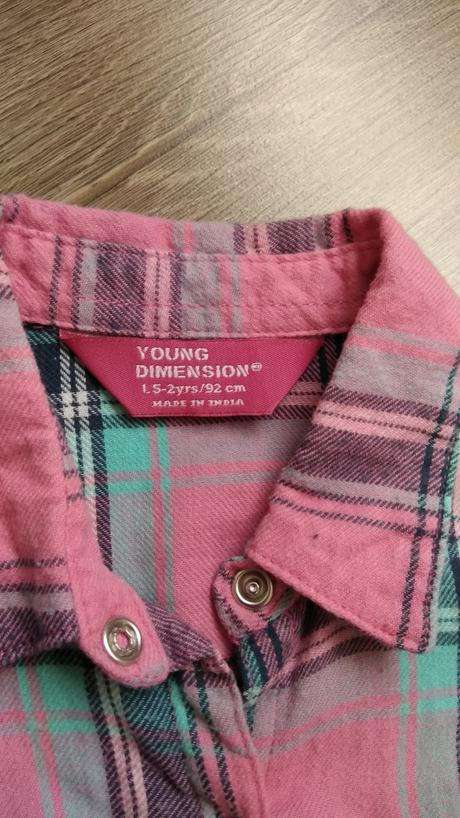 YOUNG
DIMENSION®
1.5-2yrs/92 cm
MADE IN INDIA